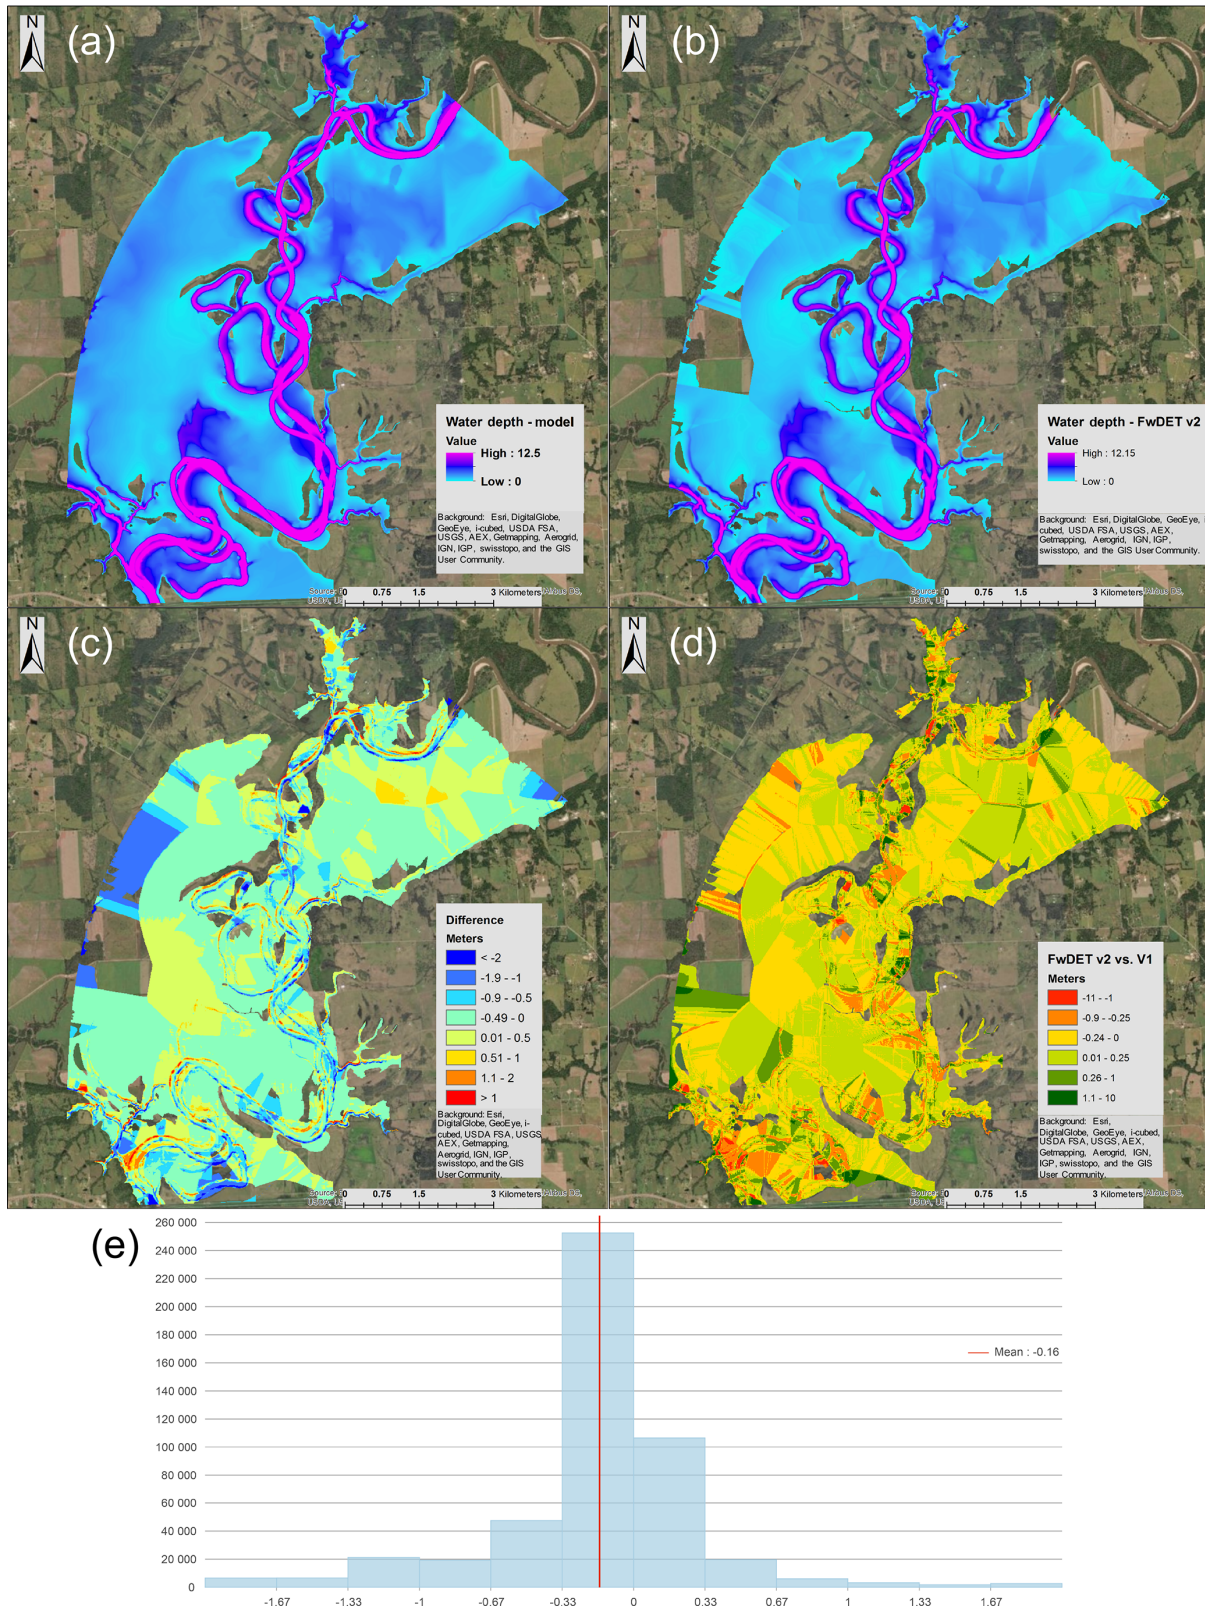 N
(a)
Water depth - model
Value
High : 12.5
Low : 0
Background: Esri, DigitalGlobe,
GeoEye, i-cubed, USDA FSA,
USGS, AEX, Getmapping, Aerogrid,
IGN, IGP, swisstopo, and the GIS
User Community.
0 0.75 1.5 3 Kilometers
N
(b)
Water depth - FwDET v2
Value
High : 12.15
Low : 0
Background: Esri, DigitalGlobe, GeoEye, i-
cubed, USDA FSA, USGS, AEX,
Getmapping, Aerogrid, IGN, IGP,
swisstopo, and the GIS User Community.
0 0.75 1.5 3 Kilometers
N
(c)
Difference
Meters
< -2
-1.9 - -1
-0.9 - -0.5
-0.49 - 0
0.01 - 0.5
0.51 - 1
1.1 - 2
> 1
Background: Esri,
DigitalGlobe, GeoEye, i-
cubed, USDA FSA, USGS,
AEX, Getmapping,
Aerogrid, IGN, IGP,
swisstopo, and the GIS
User Community.
0 0.75 1.5 3 Kilometers
N
(d)
FwDET v2 vs. V1
Meters
-11 - -1
-0.9 - -0.25
-0.24 - 0
0.01 - 0.25
0.26 - 1
1.1 - 10
Background: Esri,
DigitalGlobe, GeoEye, i-cubed,
USDA FSA, USGS, AEX,
Getmapping, Aerogrid, IGN,
IGP, swisstopo, and the GIS
User Community.
0 0.75 1.5 3 Kilometers
(e)
260 000
240 000
220 000
200 000
180 000
160 000
140 000
120 000
100 000
80 000
60 000
40 000
20 000
0
Mean : -0.16
-1.67 -1.33 -1 -0.67 -0.33 0 0.33 0.67 1 1.33 1.67